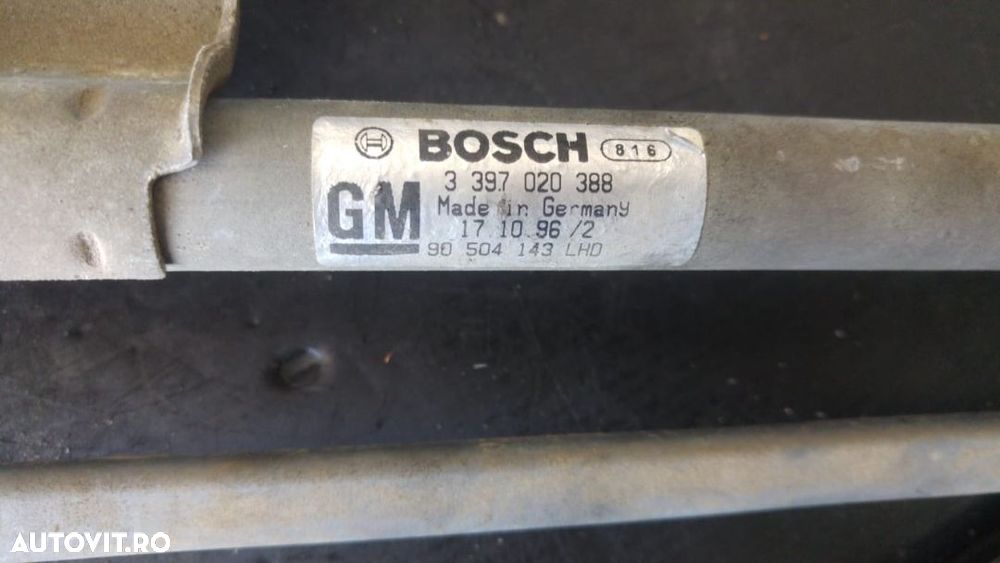 BOSCH 816
3 397 020 388
GM
Made in Germany
17 10 96 /2
90 504 143 LHD
AUTOVIT.RO